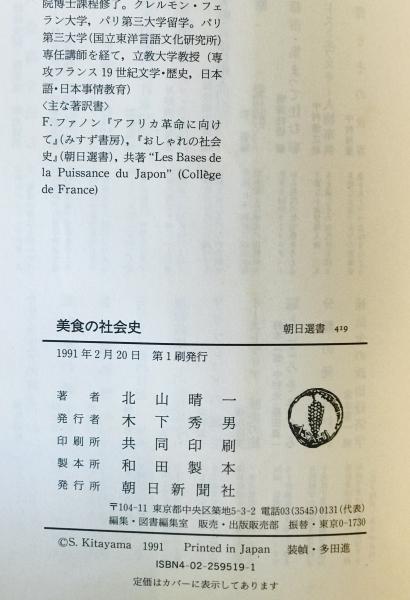 院博士課程修了。クレルモン・フェ
ラン大学，パリ第三大学留学。パリ
第三大学(国立東洋言語文化研究所)
専任講師を経て，立教大学教授（専
攻フランス19世紀文学・歴史，日本
語・日本事情教育）
〈主な著訳書〉
F.ファノン『アフリカ革命に向け
て』(みすず書房)，『おしゃれの社会
史』(朝日選書)，共著“Les Bases de
la Puissance du Japon” (Collège
de France)
美食の社会史 朝日選書 419
1991年2月20日 第1刷発行
著者 北山晴一
発行者 木下秀男
印刷所 共同印刷
製本所 和田製本
発行所 朝日新聞社
〒104-11 東京都中央区築地5-3-2 電話03(3545)0131(代表)
編集・図書編集室 販売・出版販売部 振替・東京0-1730
©S. Kitayama 1991 Printed in Japan 装幀・多田進
ISBN4-02-259519-1
定価はカバーに表示してあります